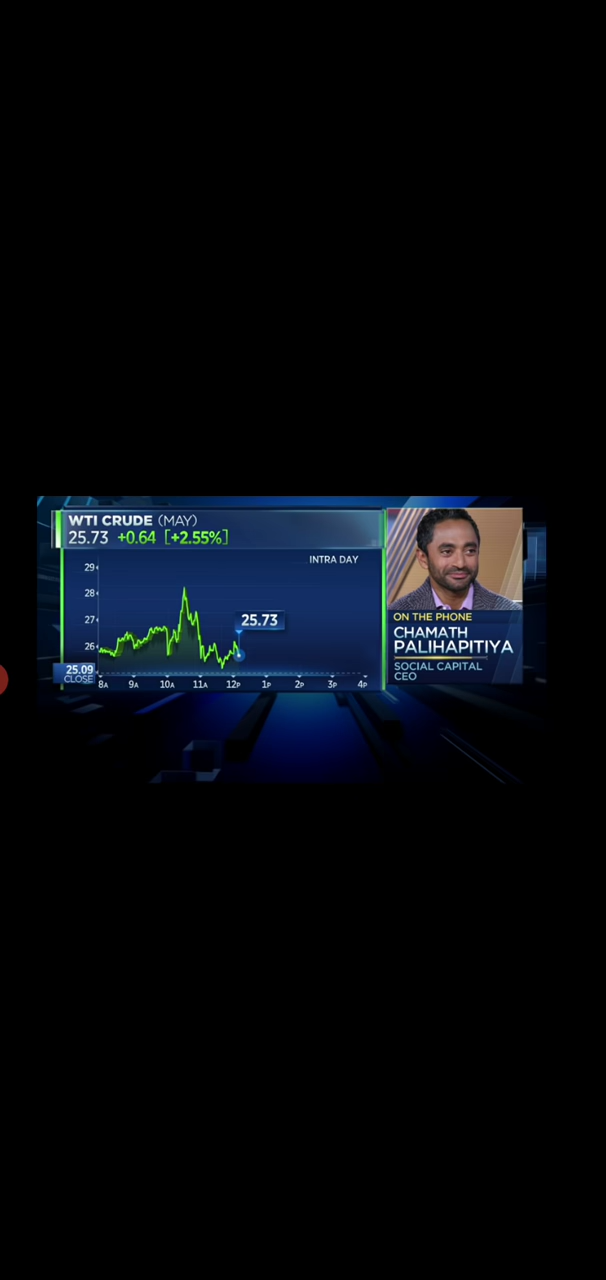 WTI CRUDE (MAY)
25.73 +0.64 [+2.55%]
INTRA DAY
29
28
27
26
25.73
25.09
CLOSE
8A 9A 10A 11A 12P 1P 2P 3P 4P
ON THE PHONE
CHAMATH
PALIHAPITIYA
SOCIAL CAPITAL
CEO